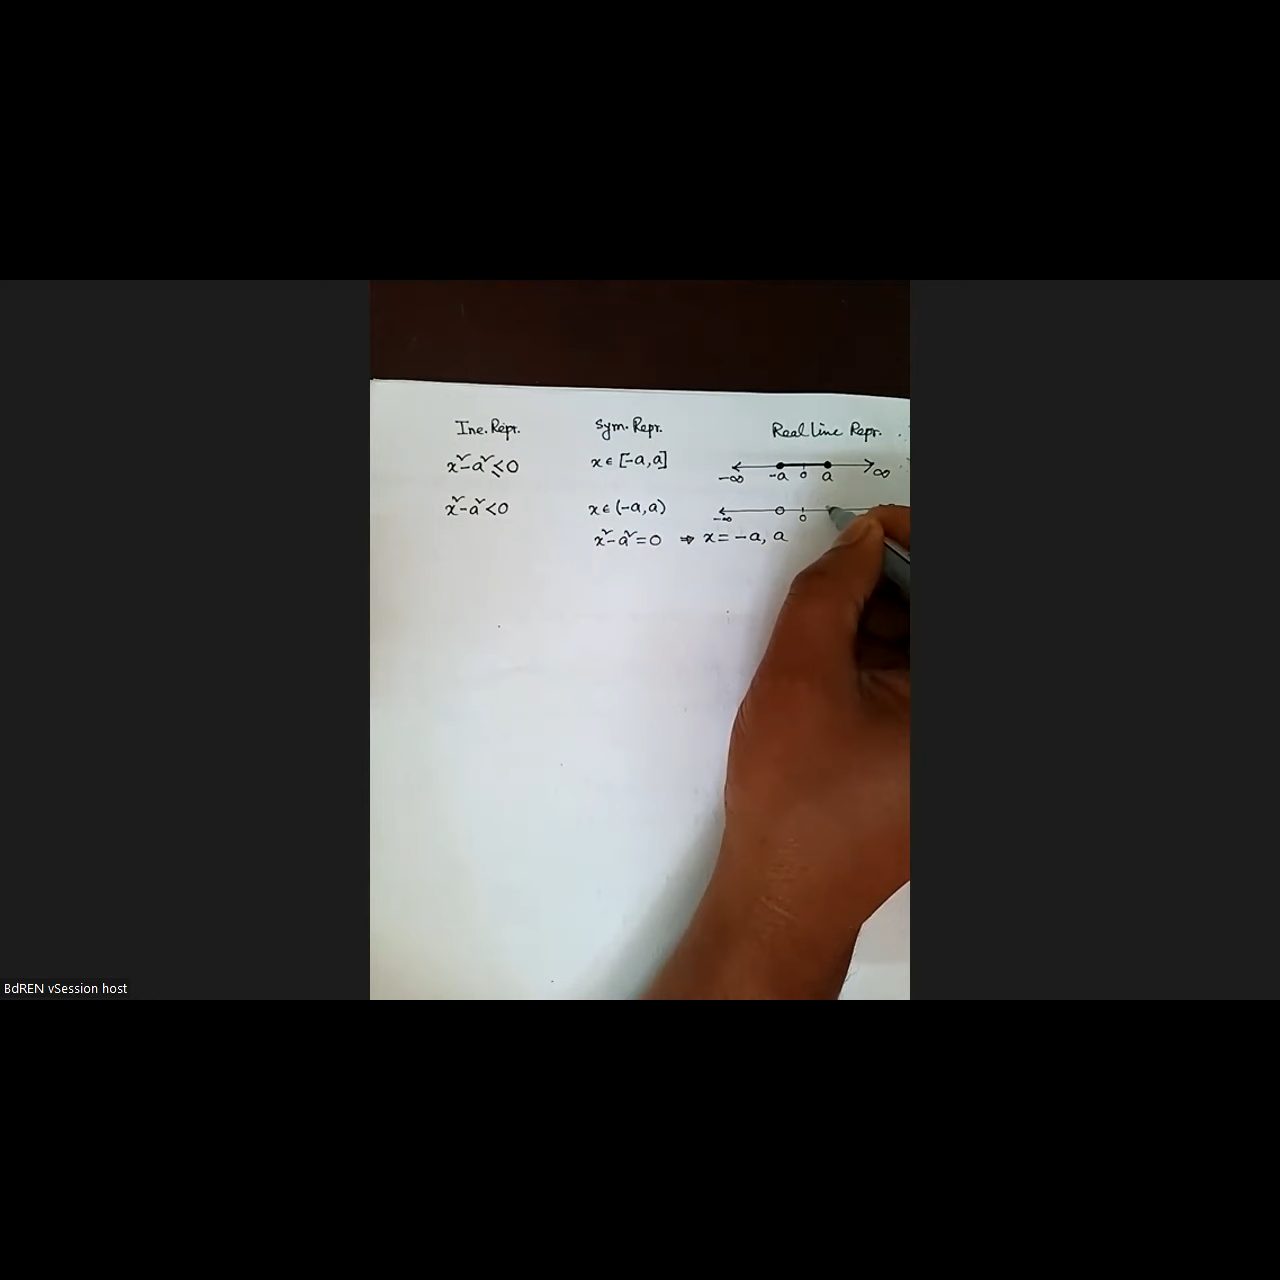 Ine. Repr. Sym. Repr. Real Line Repr.
x²-a² ≤ 0 x ∈ [-a, a] -∞ -a 0 a ∞
x²-a² < 0 x ∈ (-a, a) -∞ 0
x²-a² = 0 ⇒ x = -a, a
BdREN vSession host